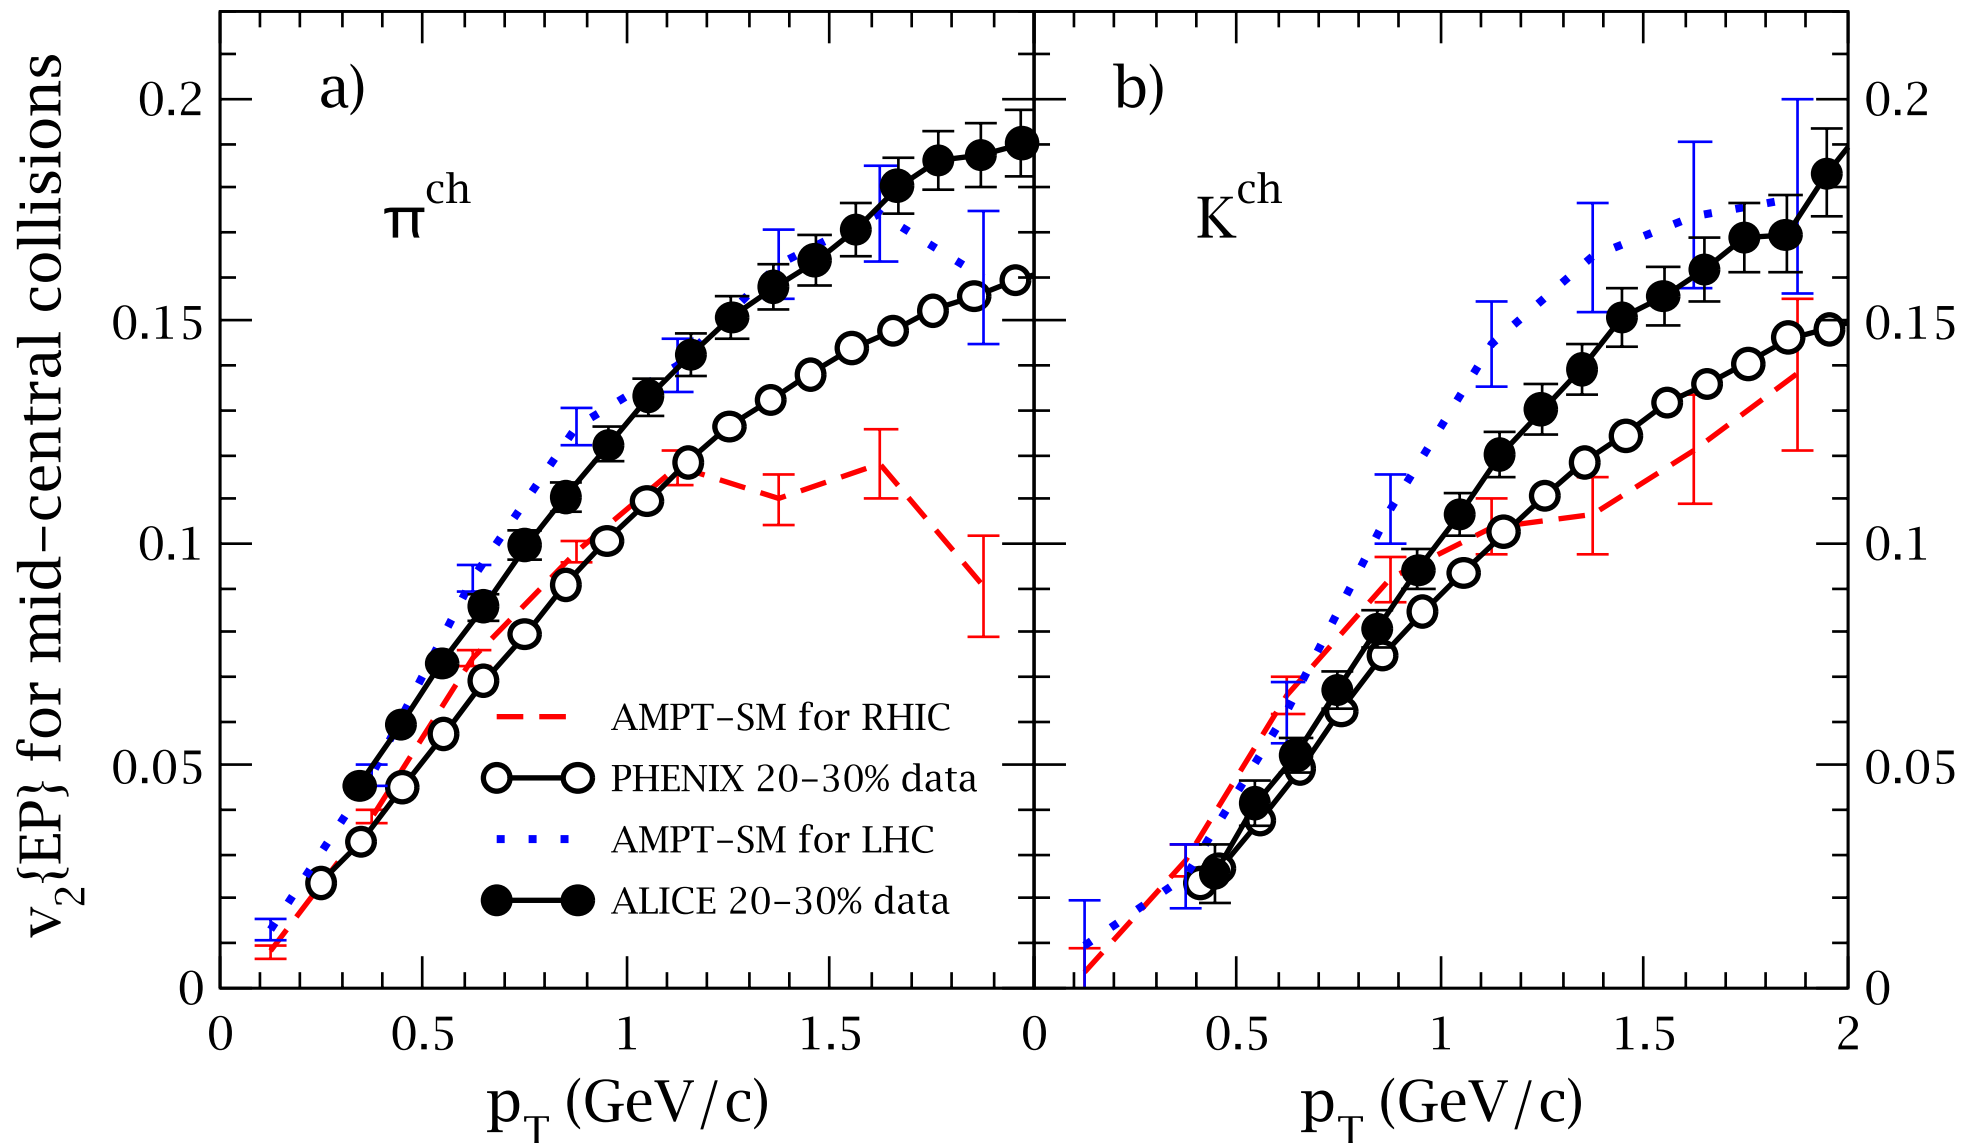 v2{EP} for mid-central collisions
a)
πch
0.2
0.15
0.1
0.05
0
AMPT-SM for RHIC
PHENIX 20-30% data
AMPT-SM for LHC
ALICE 20-30% data
0 0.5 1 1.5
pT (GeV/c)
b)
Kch
0.2
0.15
0.1
0.05
0
0 0.5 1 1.5 2
pT (GeV/c)